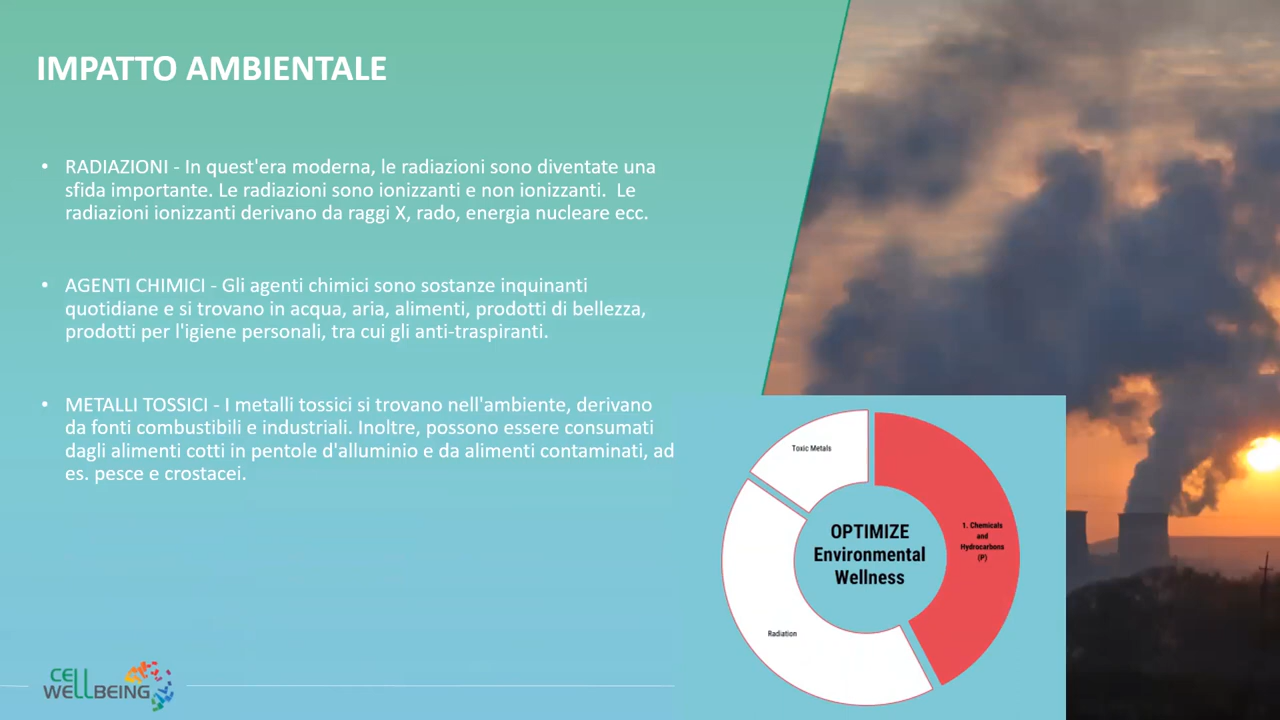 IMPATTO AMBIENTALE
• RADIAZIONI - In quest'era moderna, le radiazioni sono diventate una
sfida importante. Le radiazioni sono ionizzanti e non ionizzanti.  Le
radiazioni ionizzanti derivano da raggi X, rado, energia nucleare ecc.
• AGENTI CHIMICI - Gli agenti chimici sono sostanze inquinanti
quotidiane e si trovano in acqua, aria, alimenti, prodotti di bellezza,
prodotti per l'igiene personali, tra cui gli anti-traspiranti.
• METALLI TOSSICI - I metalli tossici si trovano nell'ambiente, derivano
da fonti combustibili e industriali. Inoltre, possono essere consumati
dagli alimenti cotti in pentole d'alluminio e da alimenti contaminati, ad
es. pesce e crostacei.
Toxic Metals
1. Chemicals
and
Hydrocarbons
(P)
OPTIMIZE
Environmental
Wellness
Radiation
CELL
WELLBEING